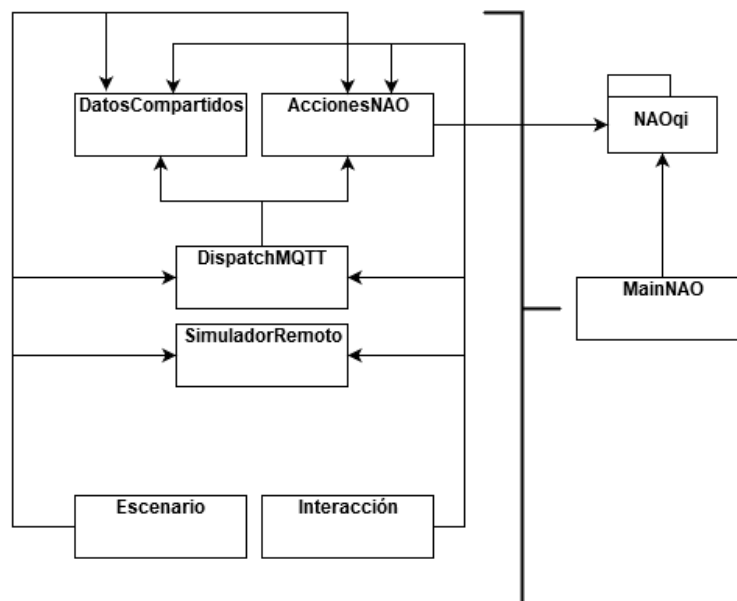 DatosCompartidos
AccionesNAO
NAOqi
DispatchMQTT
MainNAO
SimuladorRemoto
Escenario
Interacción